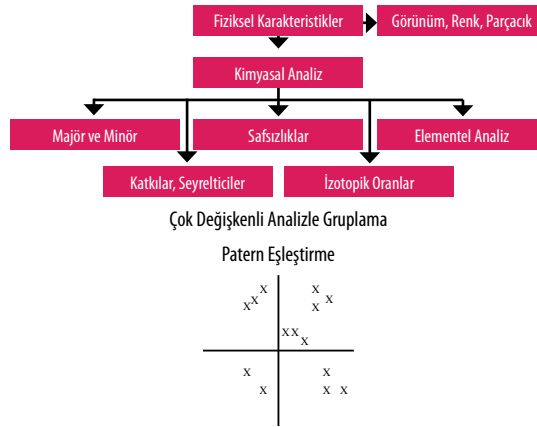 Fiziksel Karakteristikler
Görünüm, Renk, Parçacık
Kimyasal Analiz
Majör ve Minör
Safsızlıklar
Elementel Analiz
Katkılar, Seyrelticiler
İzotopik Oranlar
Çok Değişkenli Analizle Gruplama
Patern Eşleştirme
x x
x x
x x
x x x
x
x x
x x x